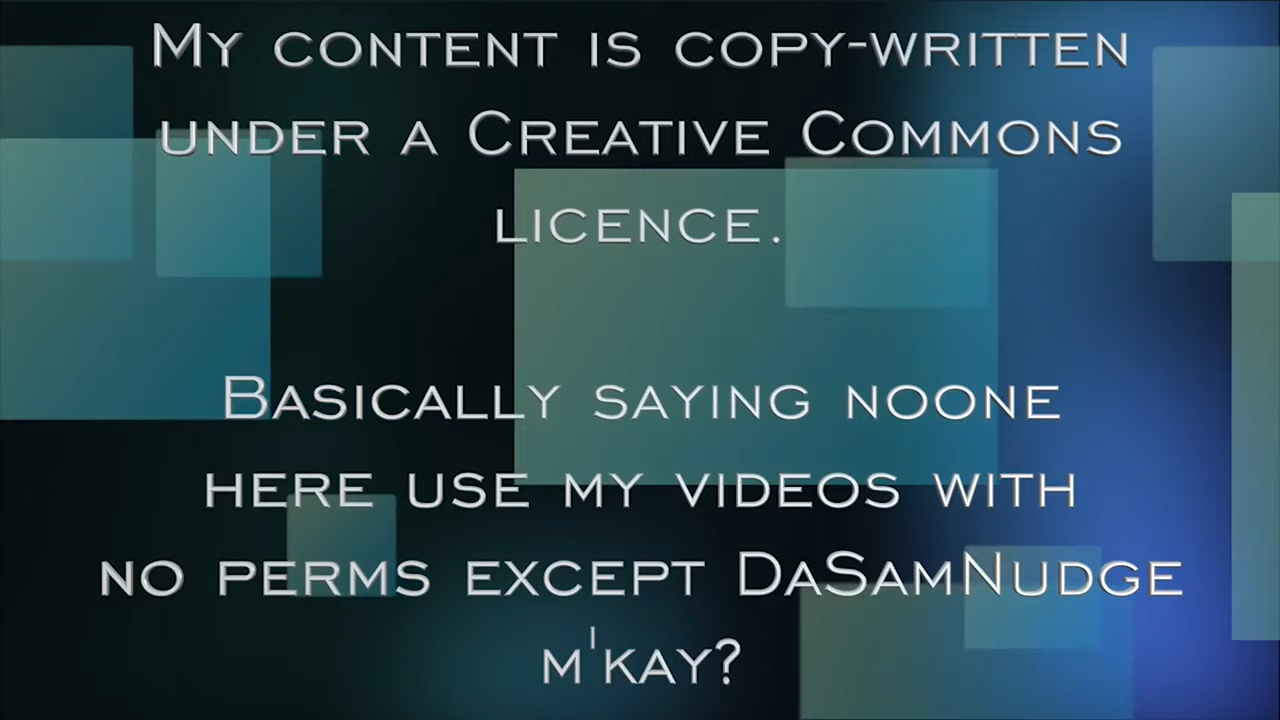 My content is copy-written
under a Creative Commons
licence.
Basically saying noone
here use my videos with
no perms except DaSamNudge
m'kay?